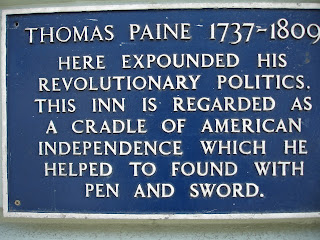 THOMAS PAINE 1737-1809
HERE EXPOUNDED HIS
REVOLUTIONARY POLITICS.
THIS INN IS REGARDED AS
A CRADLE OF AMERICAN
INDEPENDENCE WHICH HE
HELPED TO FOUND WITH
PEN AND SWORD.